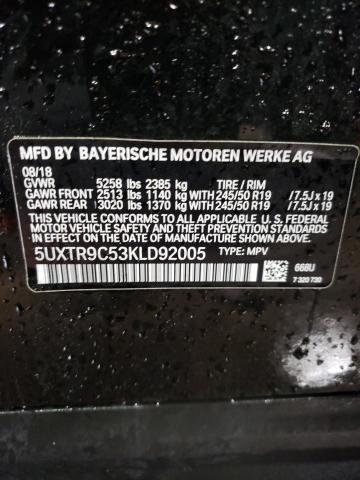 MFD BY BAYERISCHE MOTOREN WERKE AG
08/18
GVWR 5258 lbs 2385 kg TIRE / RIM
GAWR FRONT 2513 lbs 1140 kg WITH 245/50 R19 /7.5J x 19
GAWR REAR 3020 lbs 1370 kg WITH 245/50 R19 /7.5J x 19
THIS VEHICLE CONFORMS TO ALL APPLICABLE U. S. FEDERAL
MOTOR VEHICLE SAFETY AND THEFT PREVENTION STANDARDS
IN EFFECT ON THE DATE OF MANUFACTURE SHOWN ABOVE.
5UXTR9C53KLD92005 TYPE: MPV
668U
7 320 730